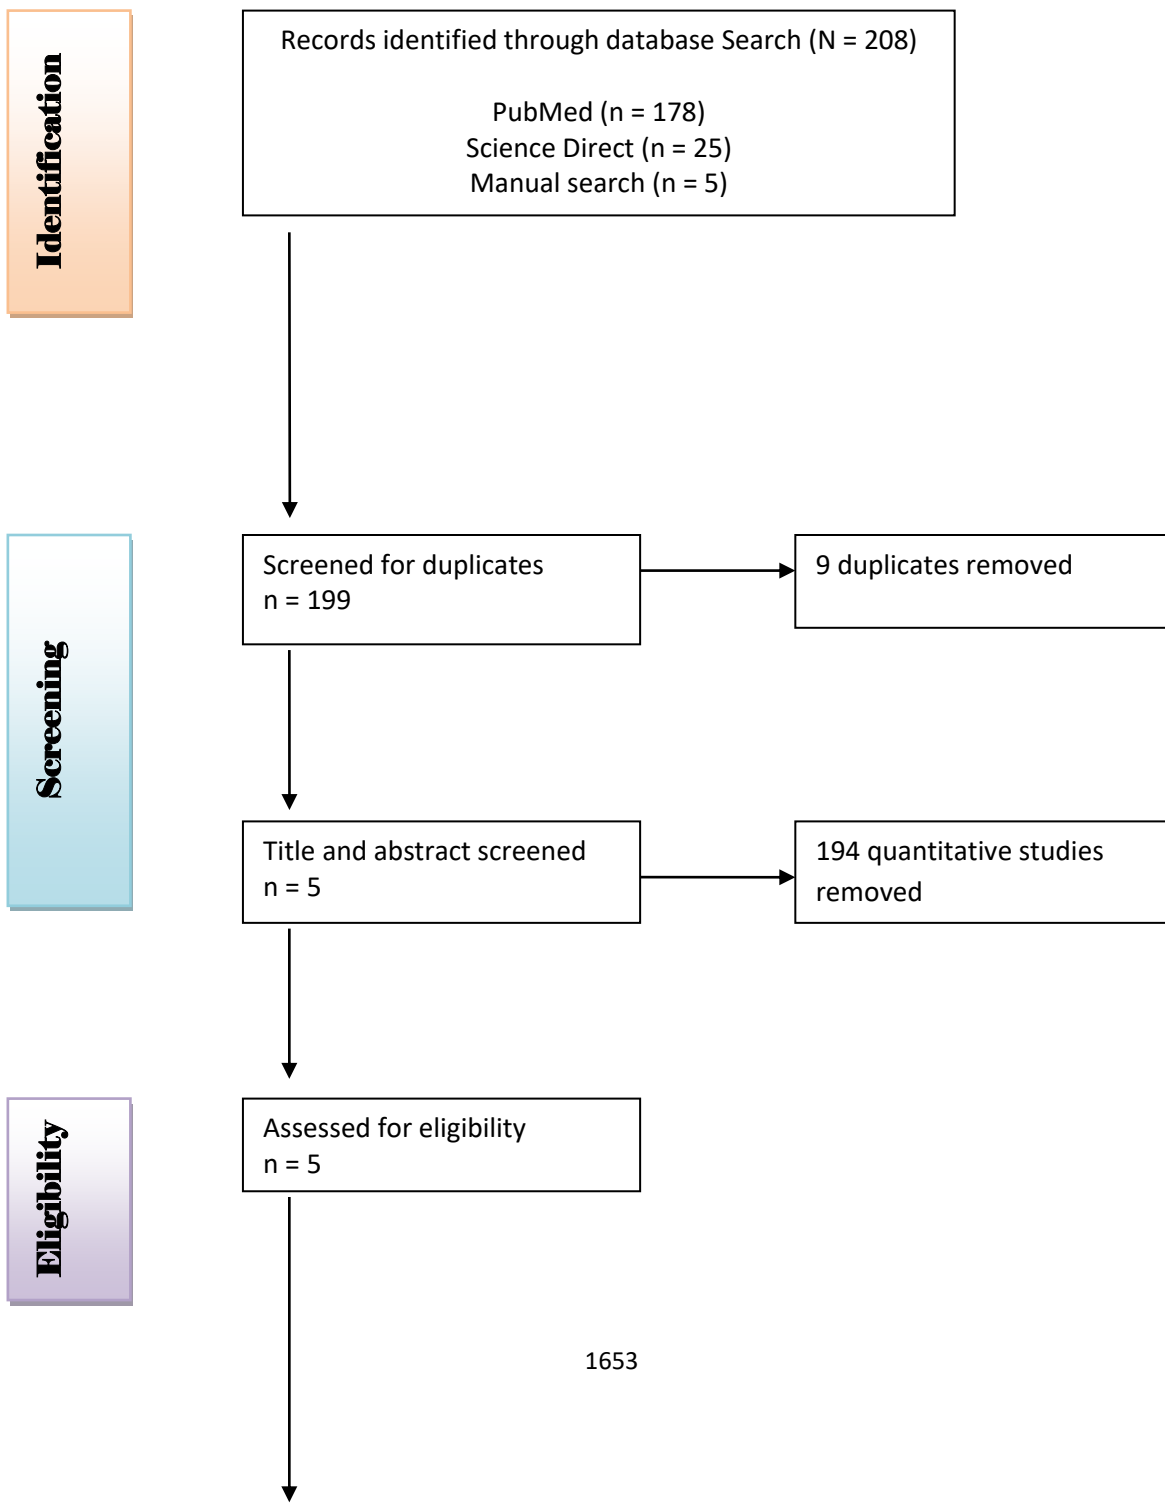 Identification
Records identified through database Search (N = 208)
PubMed (n = 178)
Science Direct (n = 25)
Manual search (n = 5)
Screening
Screened for duplicates
n = 199
9 duplicates removed
Title and abstract screened
n = 5
194 quantitative studies
removed
Eligibility
Assessed for eligibility
n = 5
1653